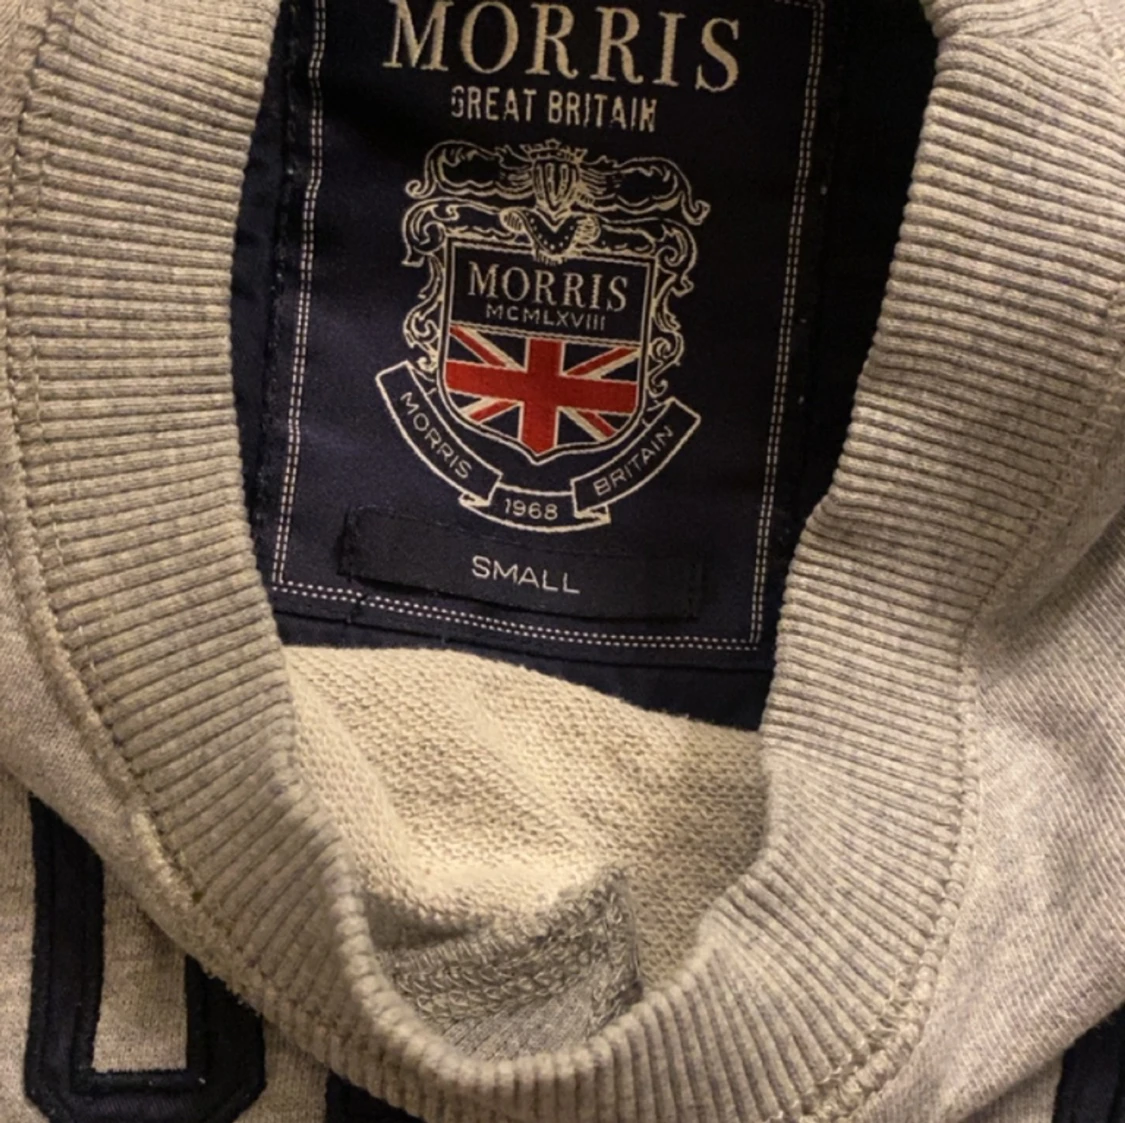 MORRIS
GREAT BRITAIN
MORRIS
MCMLXVIII
MORRIS
1968
BRITAIN
SMALL